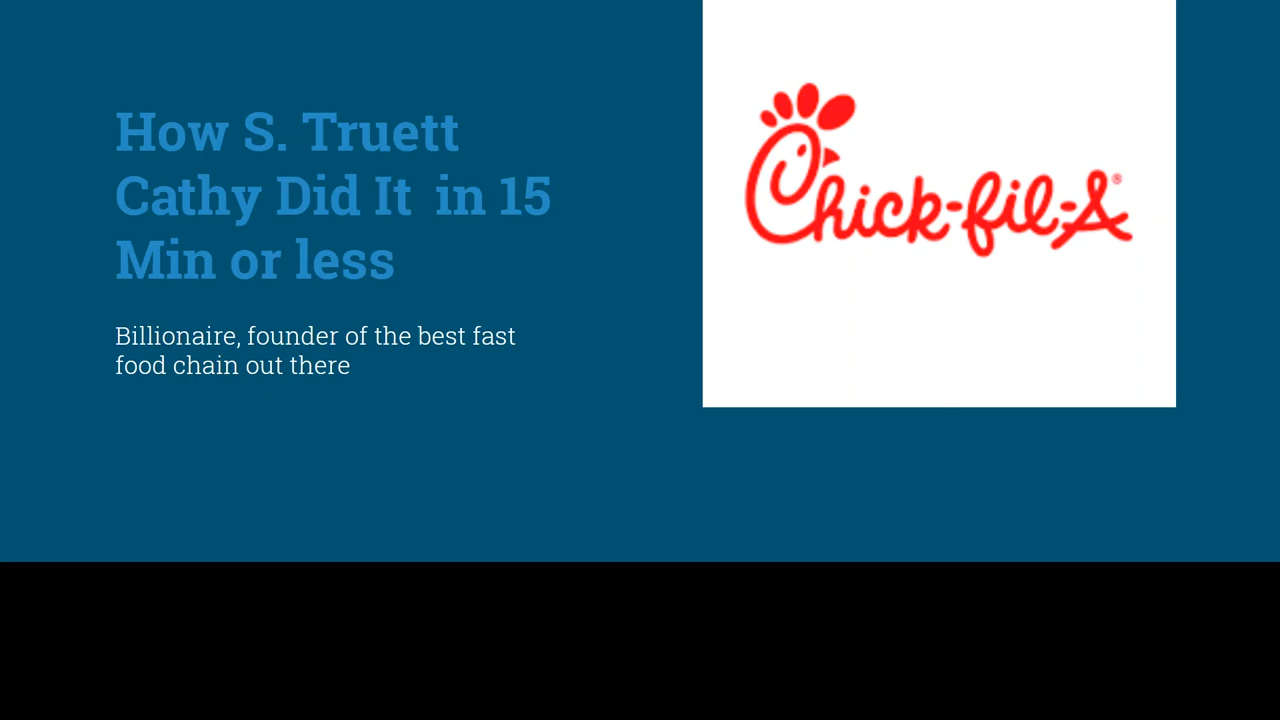 How S. Truett
Cathy Did It  in 15
Min or less
Billionaire, founder of the best fast
food chain out there
Chick-fil-A®